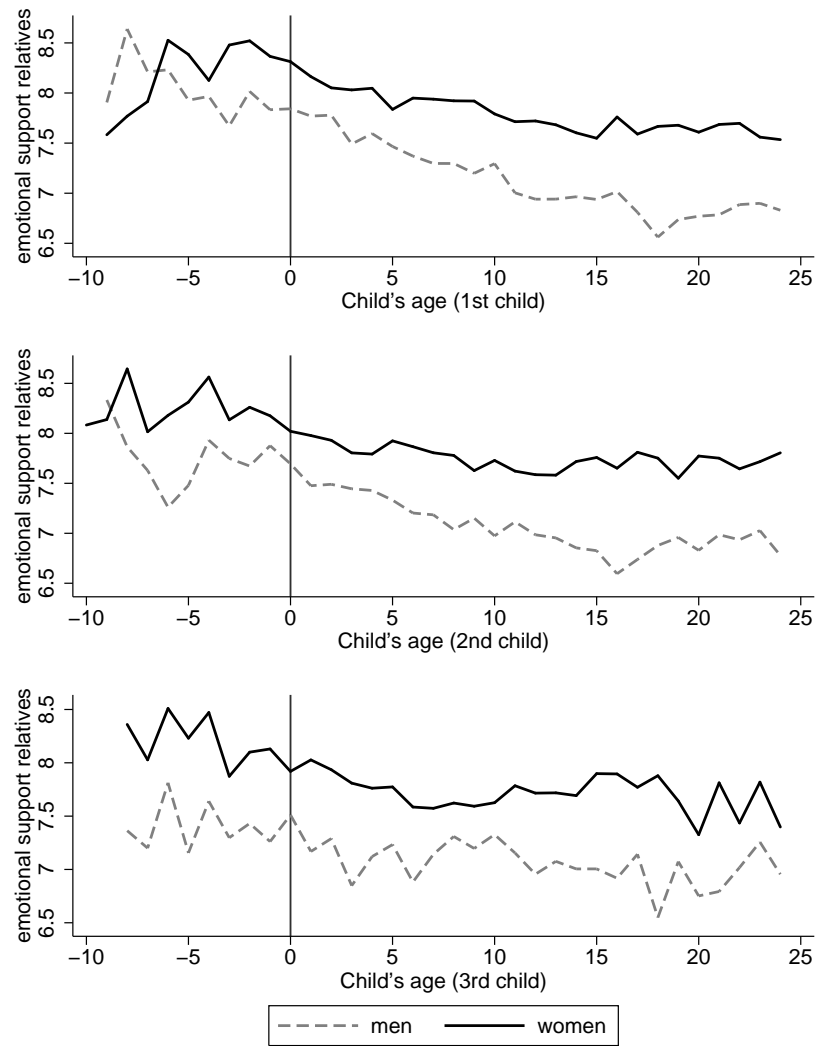 emotional support relatives
8.5
8
7.5
7
6.5
−10 −5 0 5 10 15 20 25
Child's age (1st child)
emotional support relatives
8.5
8
7.5
7
6.5
−10 −5 0 5 10 15 20 25
Child's age (2nd child)
emotional support relatives
8.5
8
7.5
7
6.5
−10 −5 0 5 10 15 20 25
Child's age (3rd child)
men women